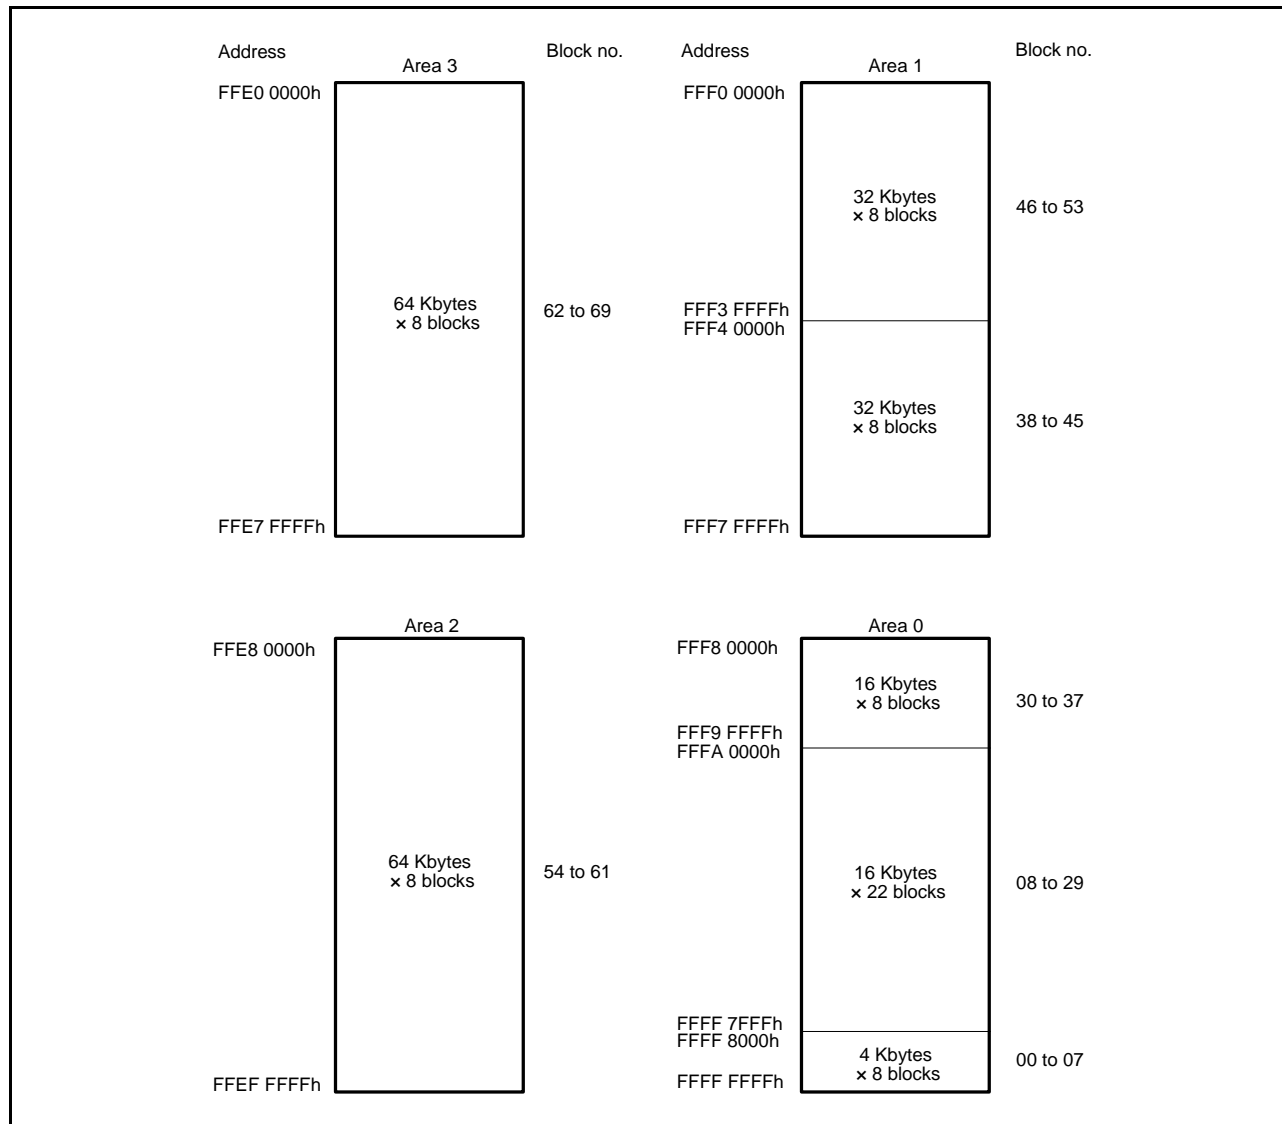 Address
Area 3
Block no.
FFE0 0000h
64 Kbytes
× 8 blocks
62 to 69
FFE7 FFFFh
Address
Area 1
Block no.
FFF0 0000h
32 Kbytes
× 8 blocks
46 to 53
FFF3 FFFFh
FFF4 0000h
32 Kbytes
× 8 blocks
38 to 45
FFF7 FFFFh
Area 2
FFE8 0000h
64 Kbytes
× 8 blocks
54 to 61
FFEF FFFFh
Area 0
FFF8 0000h
16 Kbytes
× 8 blocks
30 to 37
FFF9 FFFFh
FFFA 0000h
16 Kbytes
× 22 blocks
08 to 29
FFFF 7FFFh
FFFF 8000h
4 Kbytes
× 8 blocks
00 to 07
FFFF FFFFh